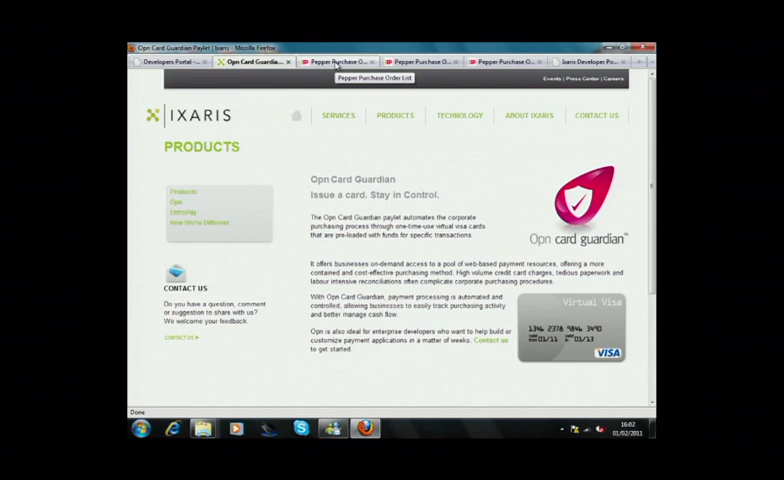 Opn Card Guardian Paylet | Ixaris - Mozilla Firefox
Developers Portal -...
Opn Card Guardia...
Pepper Purchase O...
Pepper Purchase O...
Pepper Purchase O...
Ixaris Developer Po...
Pepper Purchase Order List
Events | Press Center | Careers
IXARIS
SERVICES
PRODUCTS
TECHNOLOGY
ABOUT IXARIS
CONTACT US
PRODUCTS
Products
Opn
EntroPay
How We're Different
CONTACT US
Do you have a question, comment
or suggestion to share with us?
We welcome your feedback.
CONTACT US
Opn Card Guardian
Issue a card. Stay in Control.
The Opn Card Guardian paylet automates the corporate
purchasing process through one-time-use virtual visa cards
that are pre-loaded with funds for specific transactions.
Opn card guardian™
It offers businesses on-demand access to a pool of web-based payment resources, offering a more
contained and cost-effective purchasing method. High volume credit card charges, tedious paperwork and
labour intensive reconciliations often complicate corporate purchasing procedures.
With Opn Card Guardian, payment processing is automated and
controlled, allowing businesses to easily track purchasing activity
and better manage cash flow.
Opn is also ideal for enterprise developers who want to help build or
customize payment applications in a matter of weeks. Contact us
to get started.
Virtual Visa
1346 2378 9846 3490
01/11 01/13
VISA
Done
16:02
01/02/2011